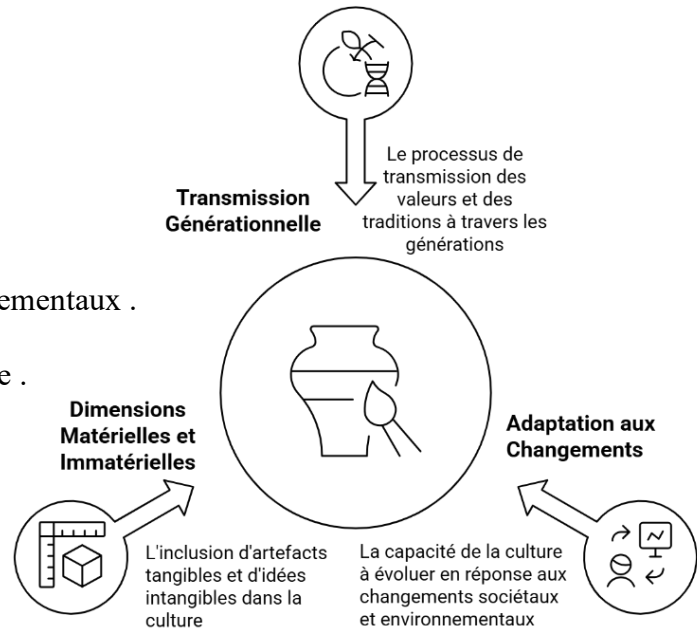 Le processus de
transmission des
valeurs et des
traditions à travers les
générations
Transmission
Générationnelle
.
Dimensions
Matérielles et
Immatérielles
L'inclusion d'artefacts
tangibles et d'idées
intangibles dans la
culture
Adaptation aux
Changements
La capacité de la culture
à évoluer en réponse aux
changements sociétaux
et environnementaux